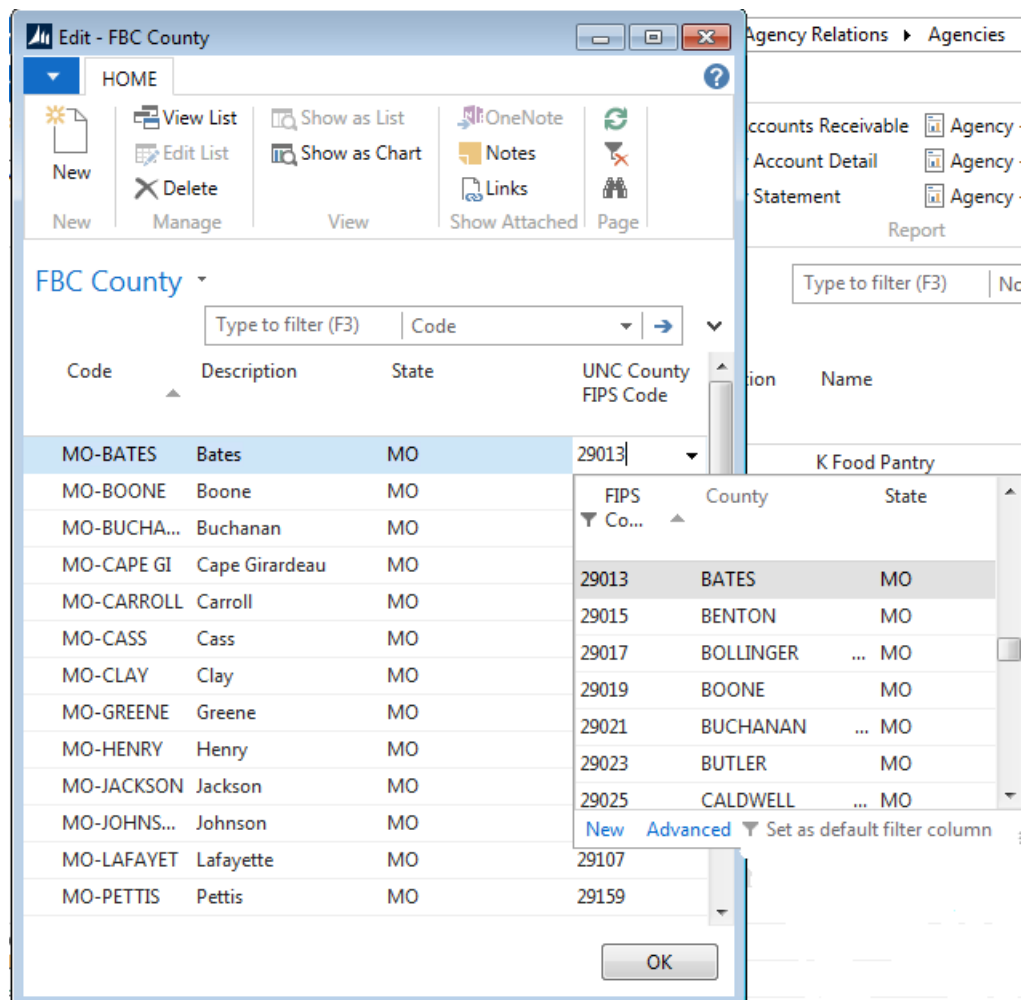 Edit - FBC County
Agency Relations ▸ Agencies
HOME
New
View List
Edit List
Delete
Show as List
Show as Chart
OneNote
Notes
Links
New
Manage
View
Show Attached
Page
Accounts Receivable
Agency -
Account Detail
Agency -
Statement
Agency -
Report
FBC County
Type to filter (F3)
Code
Type to filter (F3)
Code Description State UNC County
FIPS Code
Name
MO-BATES Bates MO 29013
K Food Pantry
MO-BOONE Boone MO
MO-BUCHA... Buchanan MO
MO-CAPE GI Cape Girardeau MO
MO-CARROLL Carroll MO
MO-CASS Cass MO
MO-CLAY Clay MO
MO-GREENE Greene MO
MO-HENRY Henry MO
MO-JACKSON Jackson MO
MO-JOHNS... Johnson MO
MO-LAFAYET Lafayette MO 29107
MO-PETTIS Pettis MO 29159
FIPS County State
Co...
29013 BATES MO
29015 BENTON MO
29017 BOLLINGER ... MO
29019 BOONE MO
29021 BUCHANAN ... MO
29023 BUTLER MO
29025 CALDWELL ... MO
New Advanced Set as default filter column
OK